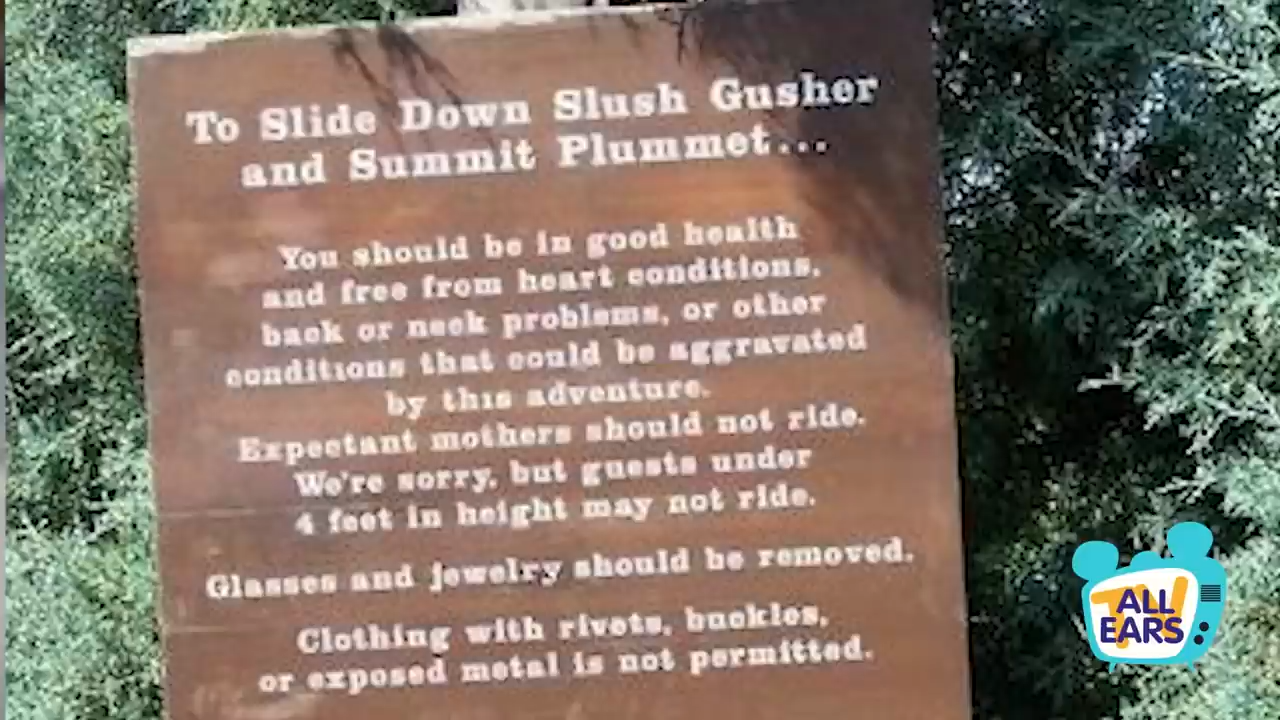 To Slide Down Slush Gusher
and Summit Plummet...
You should be in good health
and free from heart conditions,
back or neck problems, or other
conditions that could be aggravated
by this adventure.
Expectant mothers should not ride.
We're sorry, but guests under
4 feet in height may not ride.
Glasses and jewelry should be removed.
Clothing with rivets, buckles,
or exposed metal is not permitted.
TV
ALL
EARS